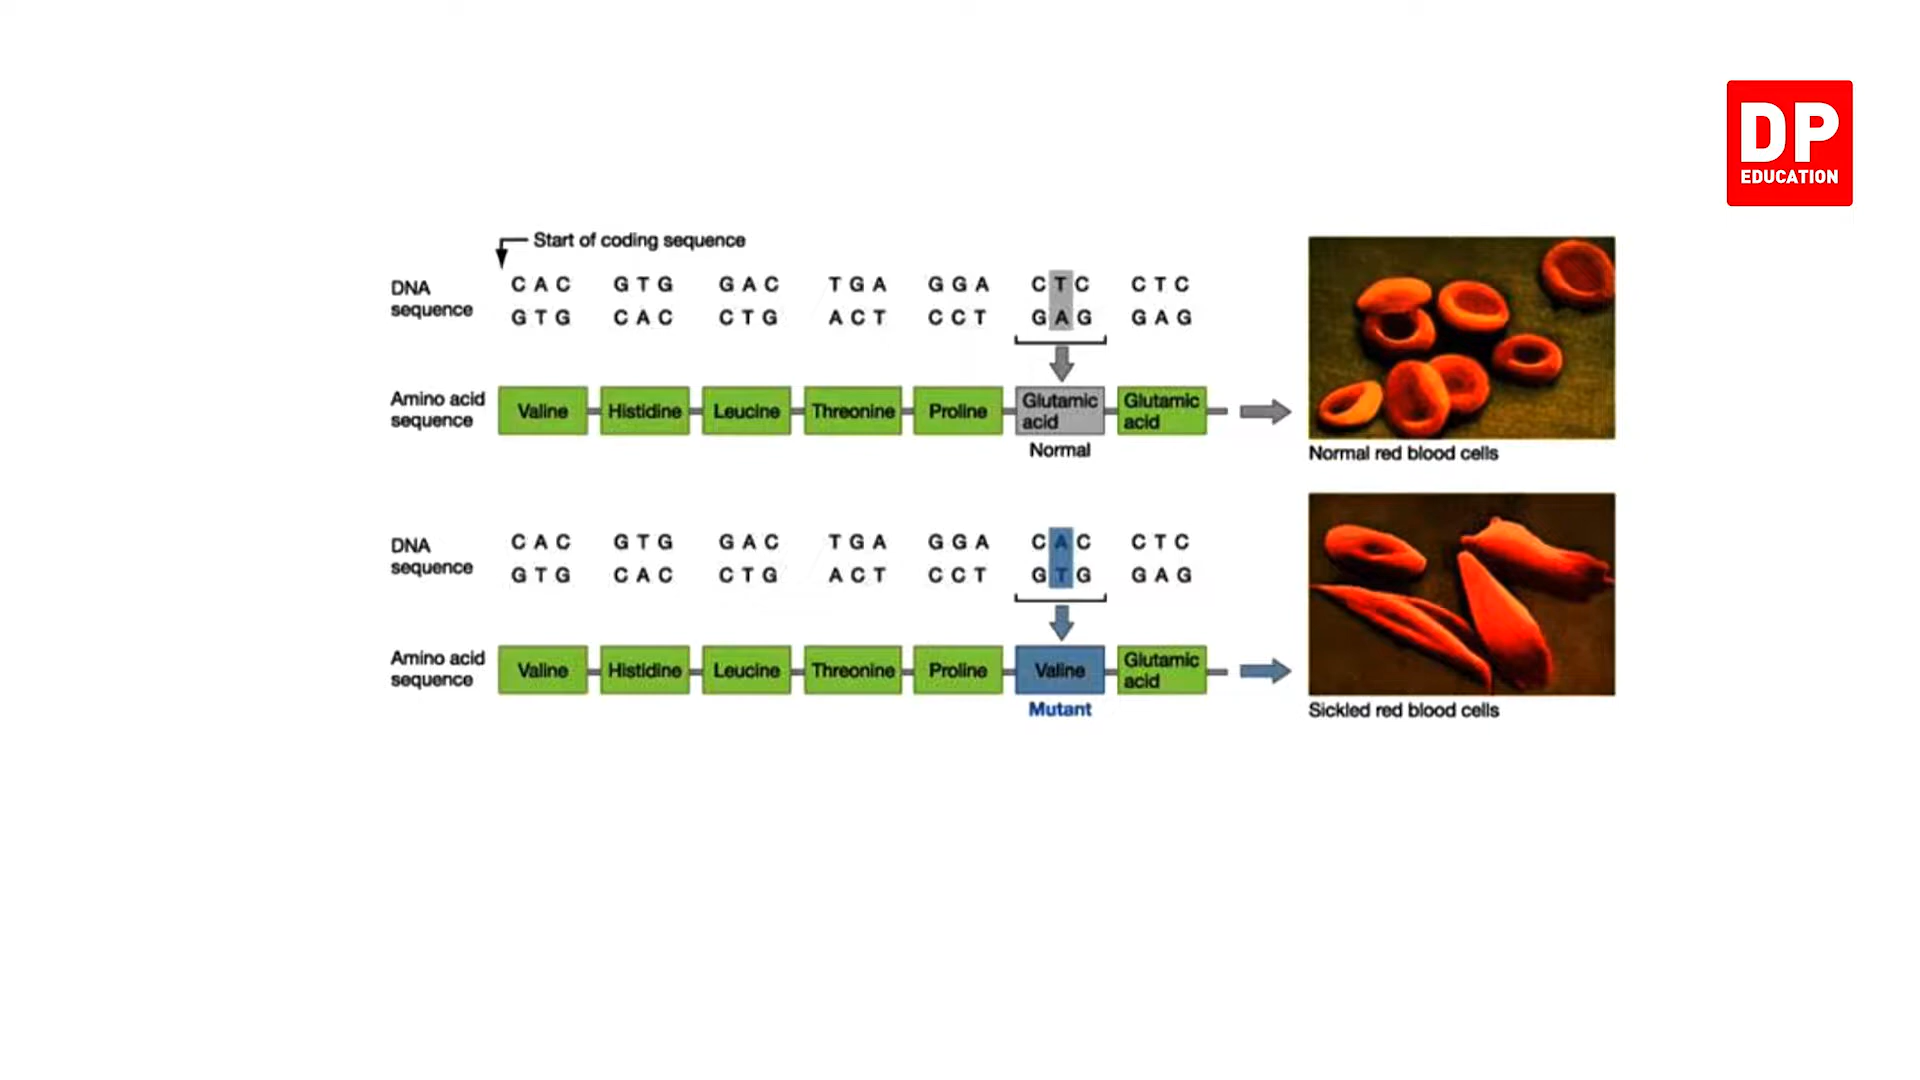 DP
EDUCATION
Start of coding sequence
DNA
sequence
C A C G T G G A C T G A G G A C T C C T C
G T G C A C C T G A C T C C T G A G G A G
Amino acid
sequence
Valine Histidine Leucine Threonine Proline Glutamic acid Glutamic acid
Normal
Normal red blood cells
DNA
sequence
C A C G T G G A C T G A G G A C A C C T C
G T G C A C C T G A C T C C T G T G G A G
Amino acid
sequence
Valine Histidine Leucine Threonine Proline Valine Glutamic acid
Mutant
Sickled red blood cells